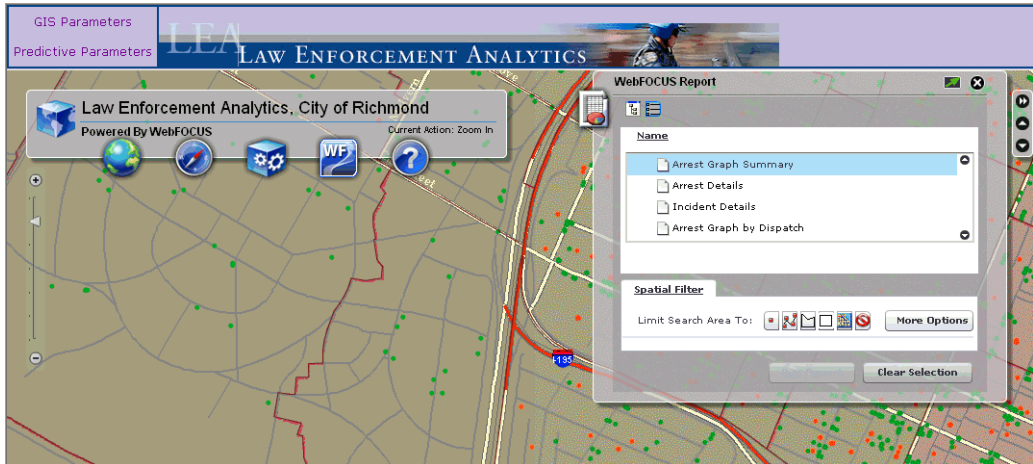 GIS Parameters
Predictive Parameters
LEA
LAW ENFORCEMENT ANALYTICS
Law Enforcement Analytics, City of Richmond
Powered By WebFOCUS
Current Action: Zoom In
WF
?
WebFOCUS Report
Name
Arrest Graph Summary
Arrest Details
Incident Details
Arrest Graph by Dispatch
Spatial Filter
Limit Search Area To:
More Options
Clear Selection
I-195